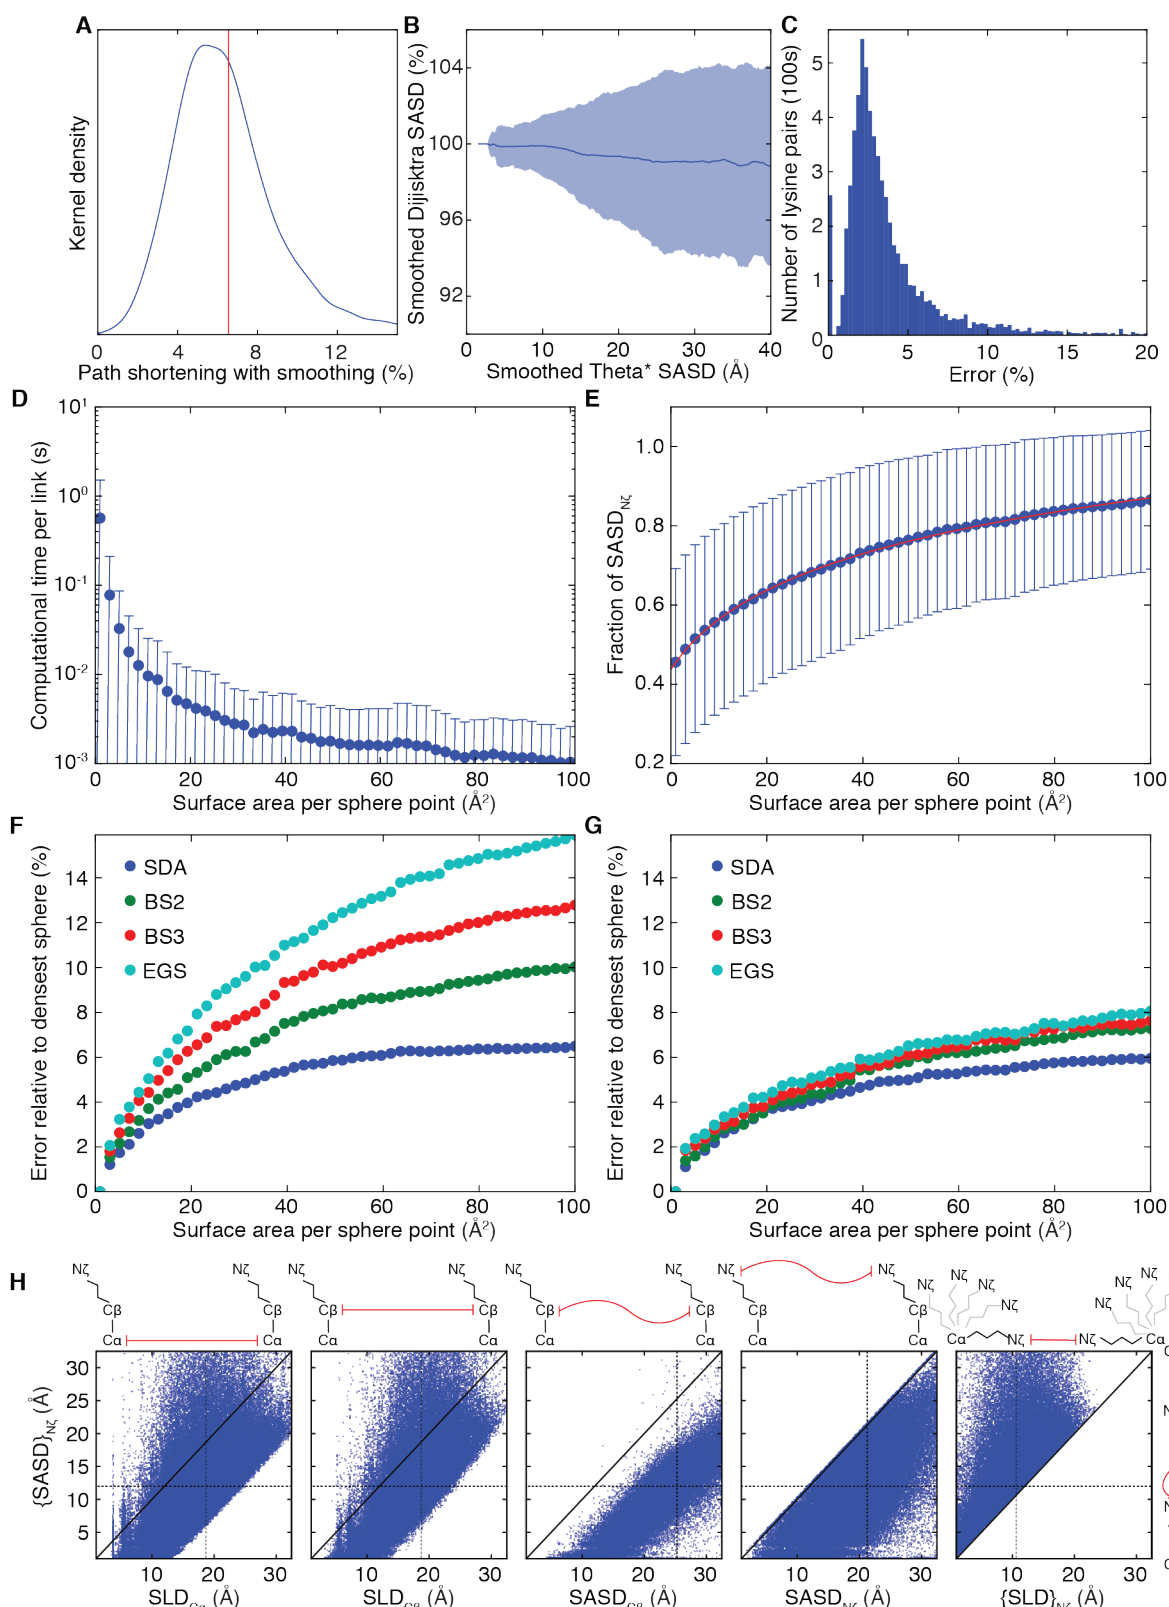 A
Kernel density
0 4 8 12
Path shortening with smoothing (%)
B
Smoothed Dijisktra SASD (%)
104
100
96
92
0 10 20 30 40
Smoothed Theta* SASD (Å)
C
Number of lysine pairs (100s)
5
4
3
2
1
0
0 5 10 15 20
Error (%)
D
Computational time per link (s)
10¹
10⁰
10⁻¹
10⁻²
10⁻³
0 20 40 60 80 100
Surface area per sphere point (Å²)
E
Fraction of SASD Nζ
1.0
0.8
0.6
0.4
0.2
0 20 40 60 80 100
Surface area per sphere point (Å²)
F
Error relative to densest sphere (%)
14
12
10
8
6
4
2
0
SDA
BS2
BS3
EGS
0 20 40 60 80 100
Surface area per sphere point (Å²)
G
Error relative to densest sphere (%)
14
12
10
8
6
4
2
0
SDA
BS2
BS3
EGS
0 20 40 60 80 100
Surface area per sphere point (Å²)
H
Nζ Nζ Nζ Nζ Nζ Nζ Nζ Nζ
Cβ Cβ Cβ Cβ Cβ Cβ Cβ
Cα Cα Cα Cα Cα Cα Cα
Nζ Nζ Nζ Nζ Nζ Nζ
Cα Nζ Nζ Cα
{SASD} Nζ (Å)
30
25
20
15
10
5
10 20 30
SLD Cα (Å)
10 20 30
SLD Cβ (Å)
10 20 30
SASD Cβ (Å)
10 20 30
SASD Nζ (Å)
10 20 30
{SLD} Nζ (Å)